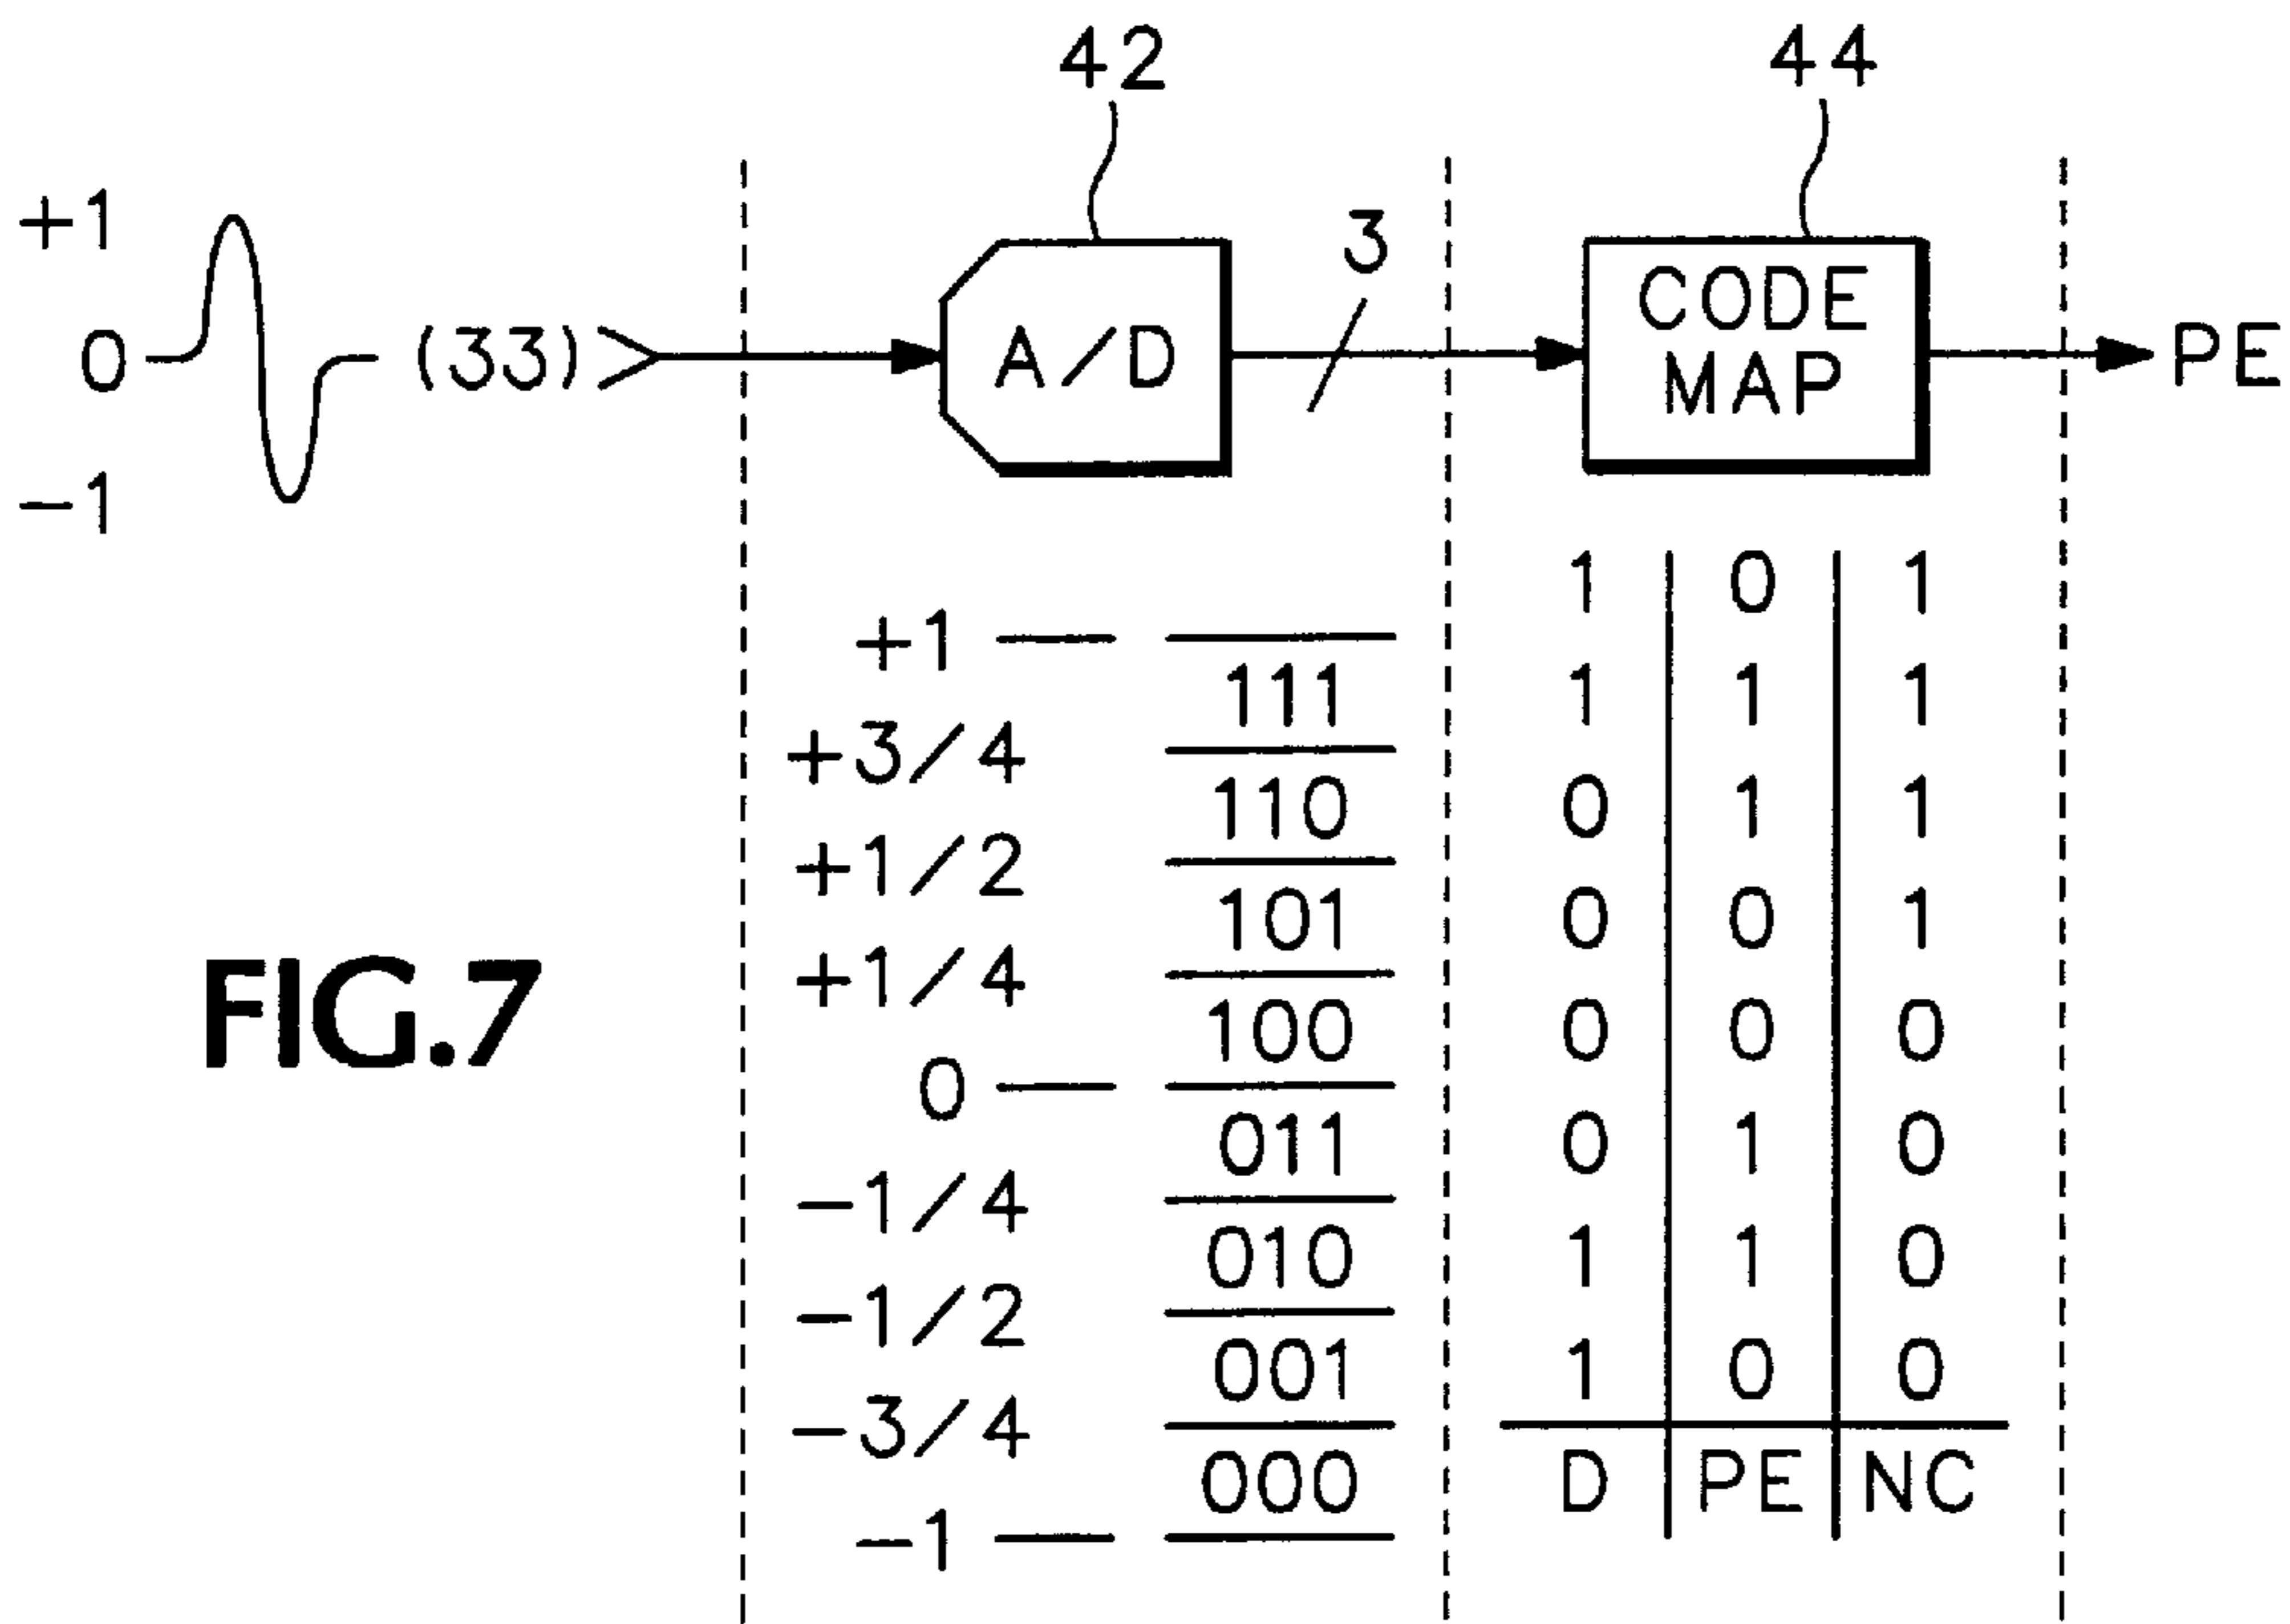 42
44
+1
0
-1
(33)
A/D
3
CODE
MAP
PE
+1
+3/4
+1/2
+1/4
0
-1/4
-1/2
-3/4
-1
111
110
101
100
011
010
001
000
1 0 1
1 1 1
0 1 1
0 0 1
0 0 0
0 1 0
1 1 0
1 0 0
D PE NC
FIG.7